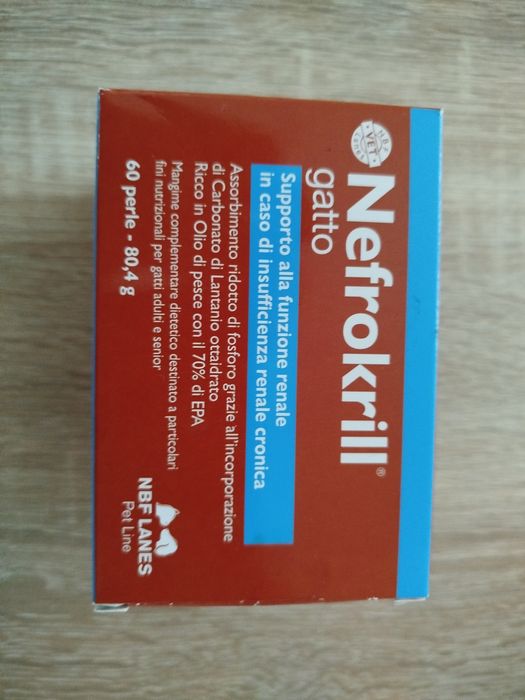 NBF
VET
Lanes
Nefrokrill®
gatto
Supporto alla funzione renale
in caso di insufficienza renale cronica
Assorbimento ridotto di fosforo grazie all'incorporazione
di Carbonato di Lantanio ottaidrato
Ricco in Olio di pesce con il 70% di EPA
Mangime complementare dietetico destinato a particolari
fini nutrizionali per gatti adulti e senior
60 perle - 80,4 g
NBF LANES
Pet Line